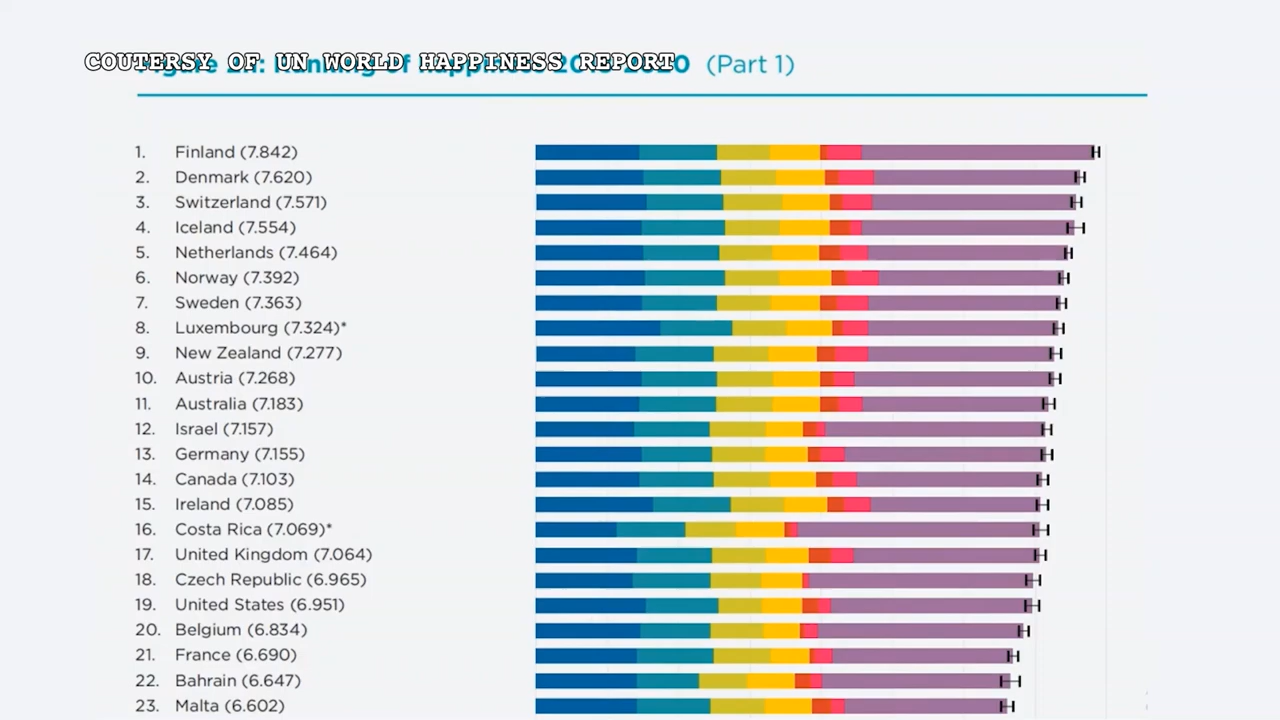 COUTERSY OF UN WORLD HAPPINESS REPORT
(Part 1)
1. Finland (7.842)
2. Denmark (7.620)
3. Switzerland (7.571)
4. Iceland (7.554)
5. Netherlands (7.464)
6. Norway (7.392)
7. Sweden (7.363)
8. Luxembourg (7.324)*
9. New Zealand (7.277)
10. Austria (7.268)
11. Australia (7.183)
12. Israel (7.157)
13. Germany (7.155)
14. Canada (7.103)
15. Ireland (7.085)
16. Costa Rica (7.069)*
17. United Kingdom (7.064)
18. Czech Republic (6.965)
19. United States (6.951)
20. Belgium (6.834)
21. France (6.690)
22. Bahrain (6.647)
23. Malta (6.602)